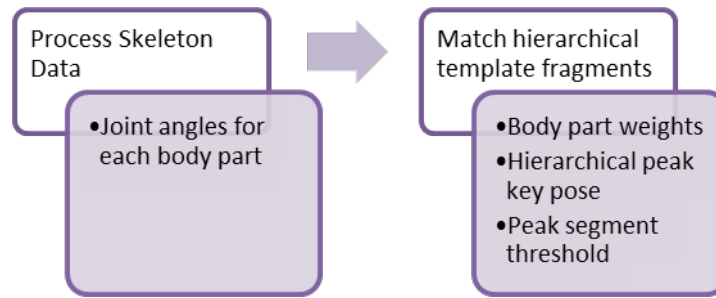 Process Skeleton
Data
•Joint angles for
each body part
Match hierarchical
template fragments
•Body part weights
•Hierarchical peak
key pose
•Peak segment
threshold